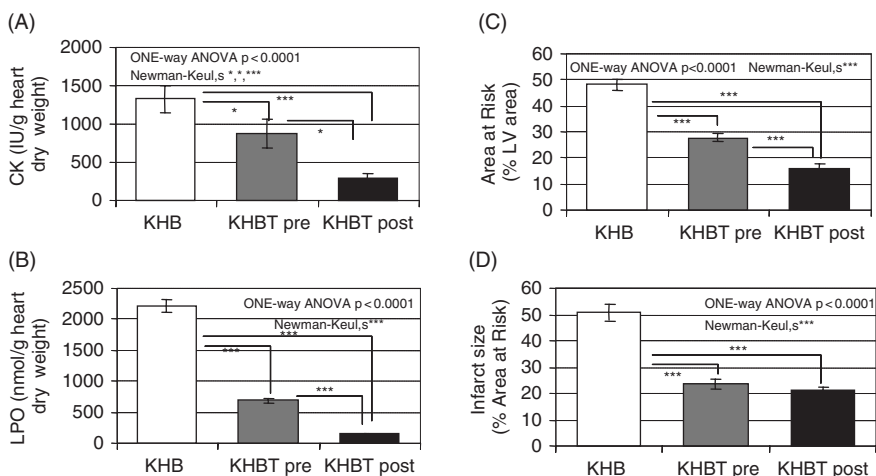 (A)
CK (IU/g heart
dry weight)
2000
1500
1000
500
0
ONE-way ANOVA p<0.0001
Newman-Keul,s *,*,***
***
*
*
KHB KHBT pre KHBT post
(B)
LPO (nmol/g heart
dry weight)
2500
2000
1500
1000
500
0
ONE-way ANOVA p<0.0001
Newman-Keul,s***
***
***
***
KHB KHBT pre KHBT post
(C)
Area at Risk
(% LV area)
60
50
40
30
20
10
0
ONE-way ANOVA p<0.0001 Newman-Keul,s***
***
***
***
KHB KHBT pre KHBT post
(D)
Infarct size
(% Area at Risk)
60
50
40
30
20
10
0
ONE-way ANOVA p<0.0001
Newman-Keul,s***
***
***
KHB KHBT pre KHBT post